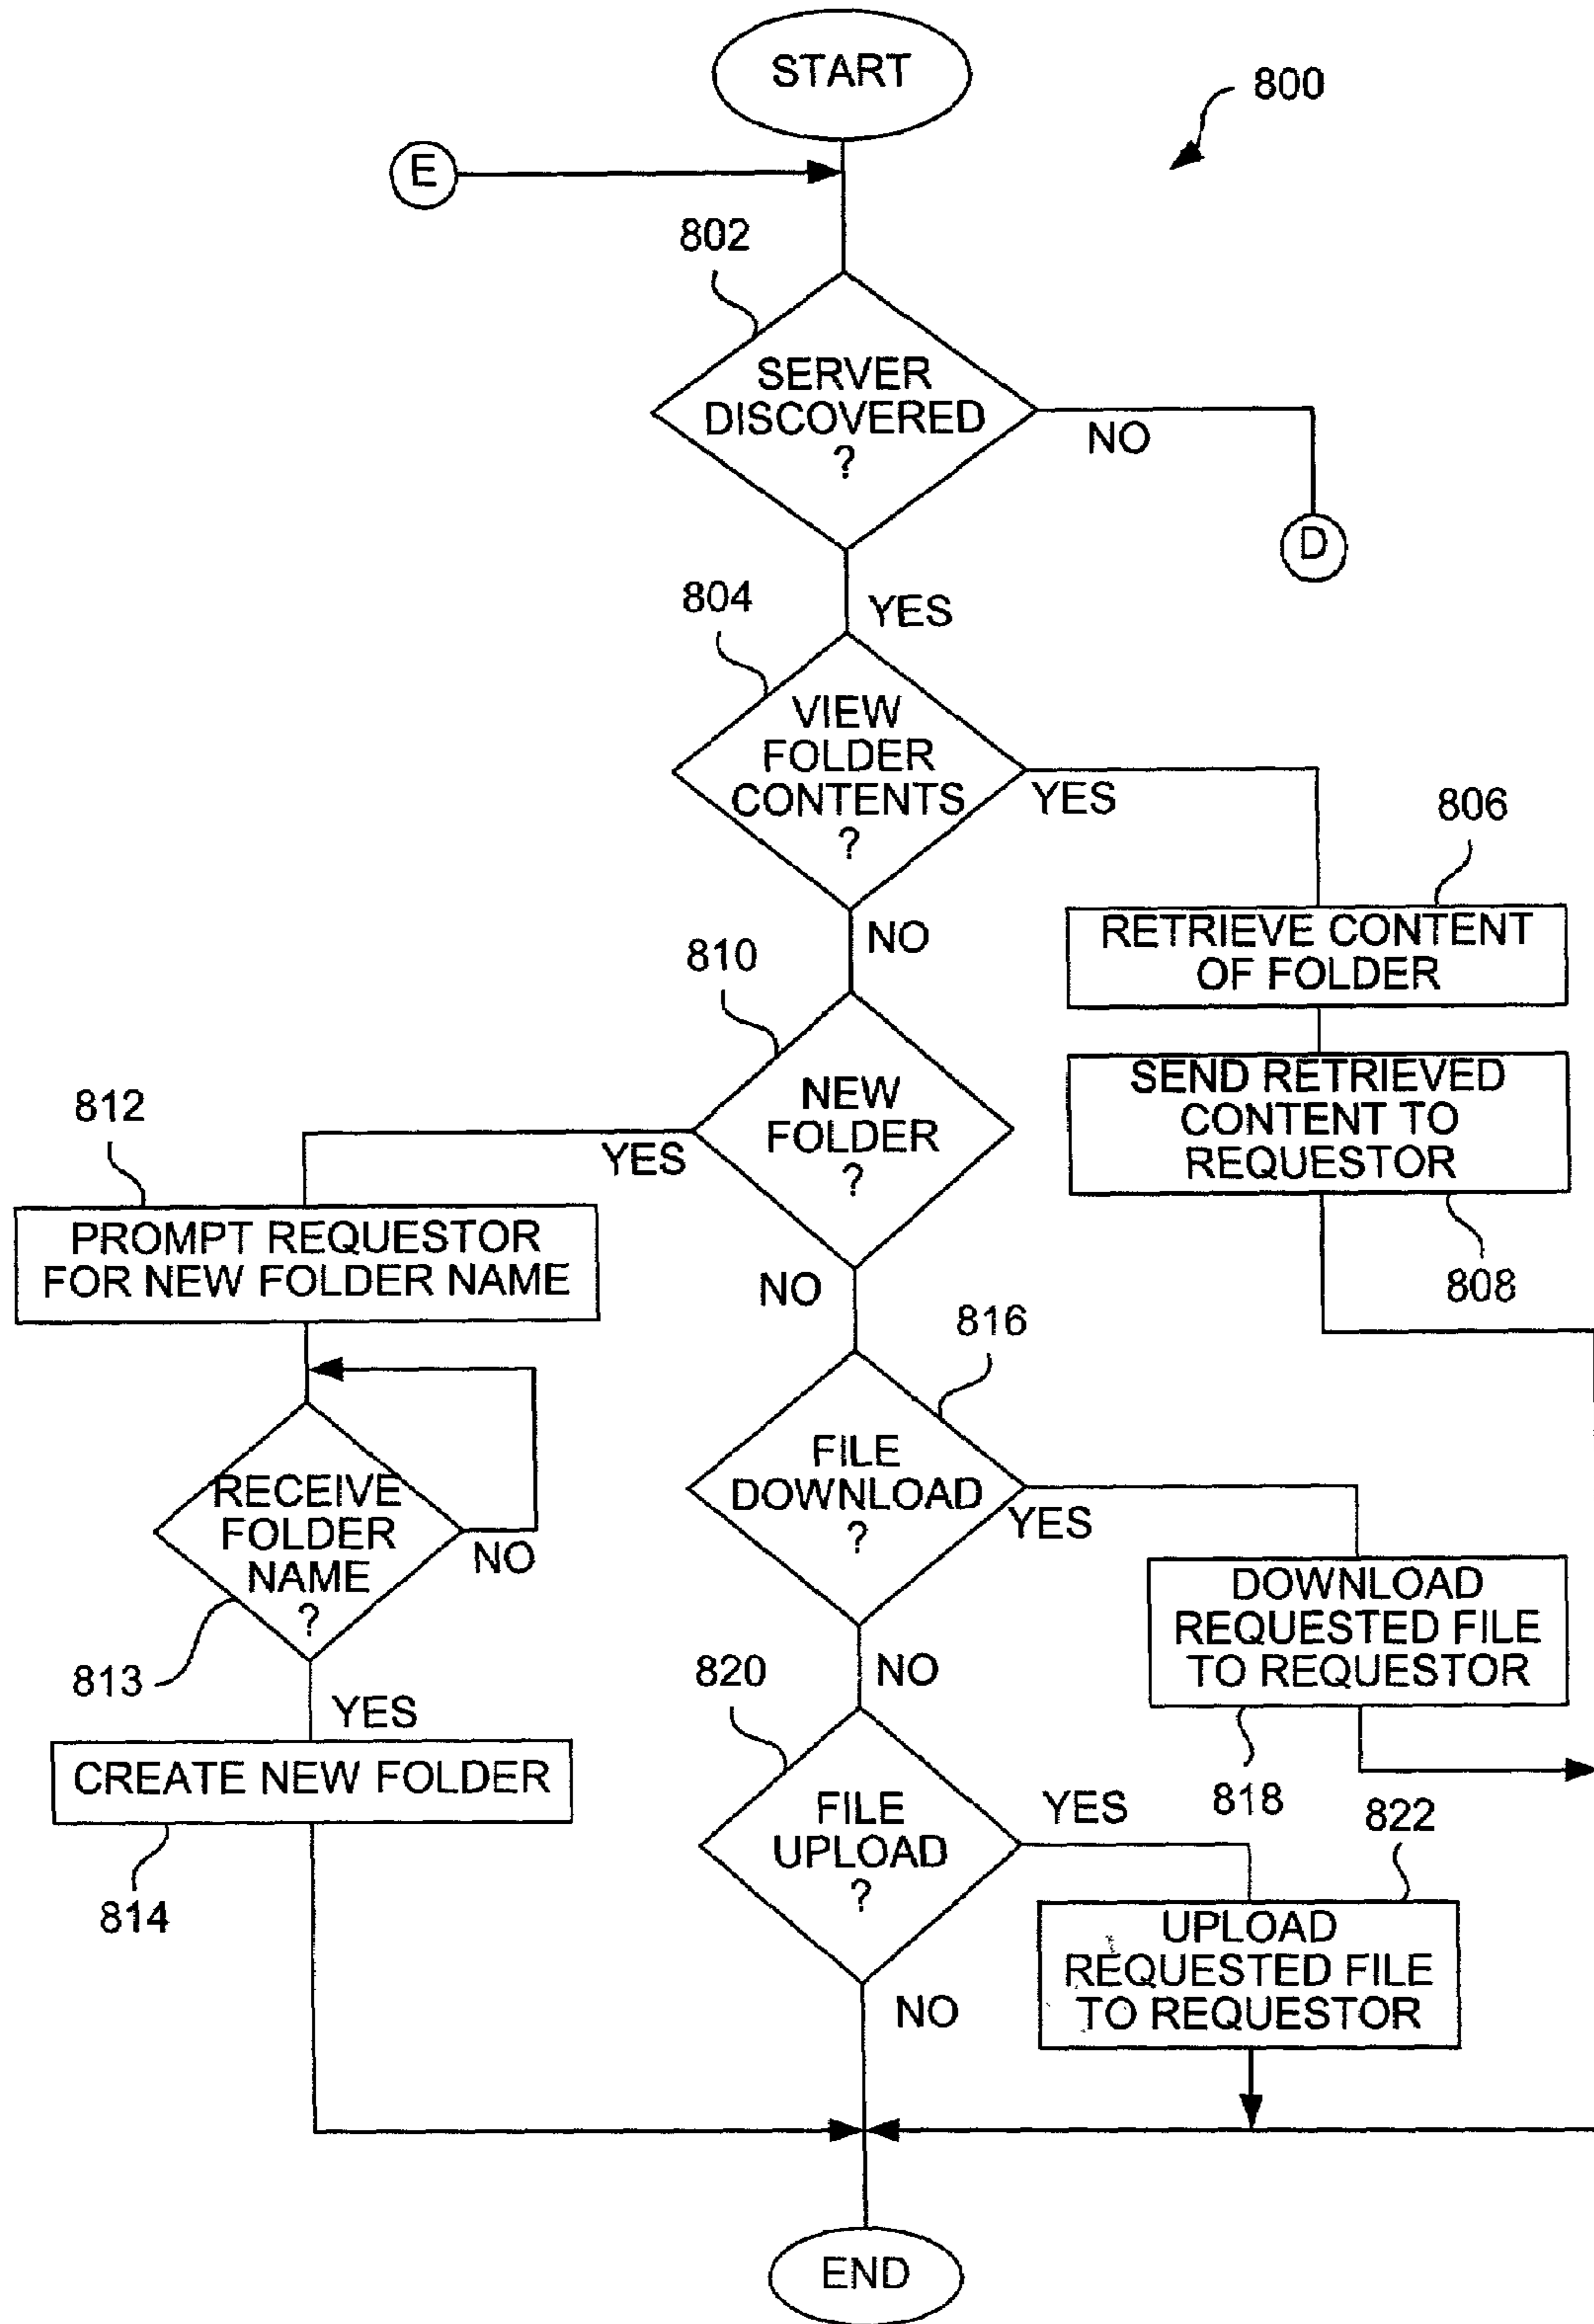 START
800
E
802
SERVER
DISCOVERED
?
NO
D
YES
804
VIEW
FOLDER
CONTENTS
?
YES
806
RETRIEVE CONTENT
OF FOLDER
NO
810
SEND RETRIEVED
CONTENT TO
REQUESTOR
808
NEW
FOLDER
?
YES
812
PROMPT REQUESTOR
FOR NEW FOLDER NAME
NO
816
FILE
DOWNLOAD
?
YES
RECEIVE
FOLDER
NAME
?
NO
813
YES
DOWNLOAD
REQUESTED FILE
TO REQUESTOR
818
NO
820
CREATE NEW FOLDER
814
FILE
UPLOAD
?
YES
822
UPLOAD
REQUESTED FILE
TO REQUESTOR
NO
END